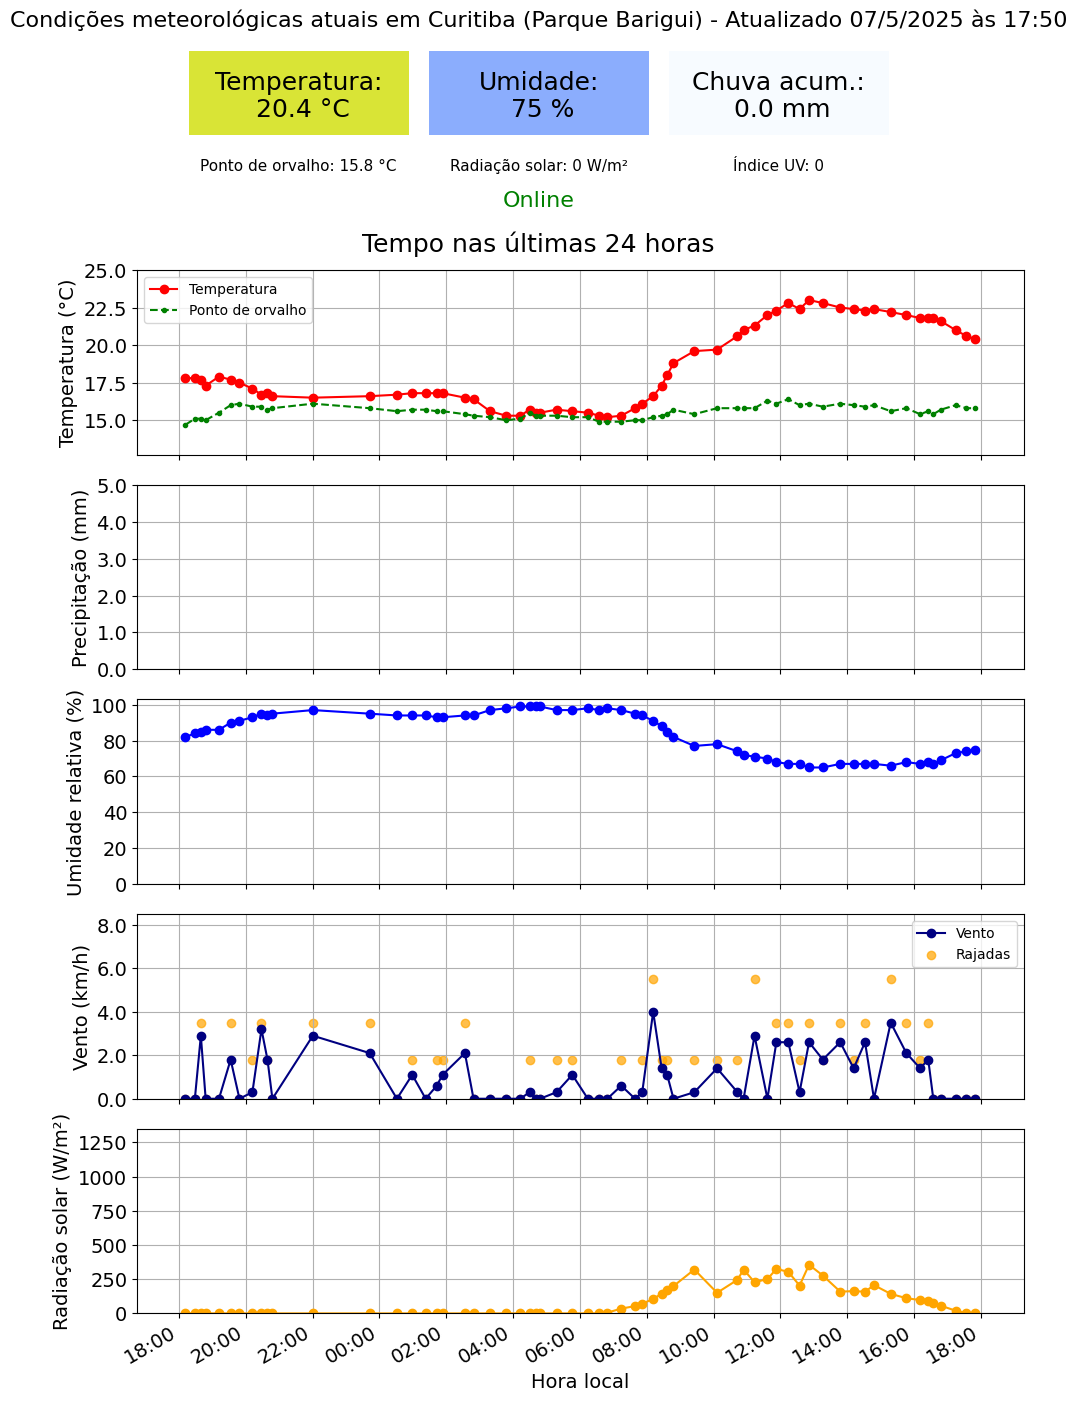 Condições meteorológicas atuais em Curitiba (Parque Barigui) - Atualizado 07/5/2025 às 17:50
Temperatura:
20.4 °C
Umidade:
75 %
Chuva acum.:
0.0 mm
Ponto de orvalho: 15.8 °C
Radiação solar: 0 W/m²
Índice UV: 0
Online
Tempo nas últimas 24 horas
Temperatura (°C)
25.0
22.5
20.0
17.5
15.0
Temperatura
Ponto de orvalho
Precipitação (mm)
5.0
4.0
3.0
2.0
1.0
0.0
Umidade relativa (%)
100
80
60
40
20
0
Vento (km/h)
8.0
6.0
4.0
2.0
0.0
Vento
Rajadas
Radiação solar (W/m²)
1250
1000
750
500
250
0
18:00
20:00
22:00
00:00
02:00
04:00
06:00
08:00
10:00
12:00
14:00
16:00
18:00
Hora local